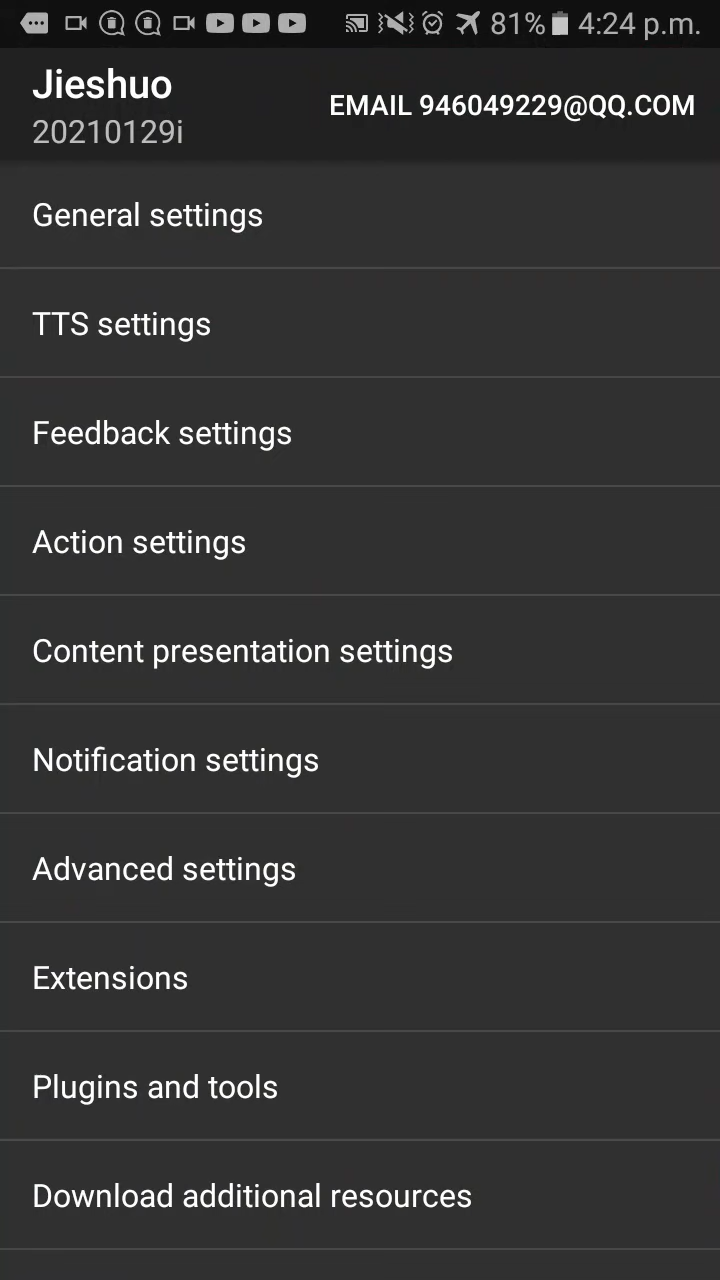 81% 4:24 p.m.
Jieshuo
EMAIL 946049229@QQ.COM
20210129i
General settings
TTS settings
Feedback settings
Action settings
Content presentation settings
Notification settings
Advanced settings
Extensions
Plugins and tools
Download additional resources